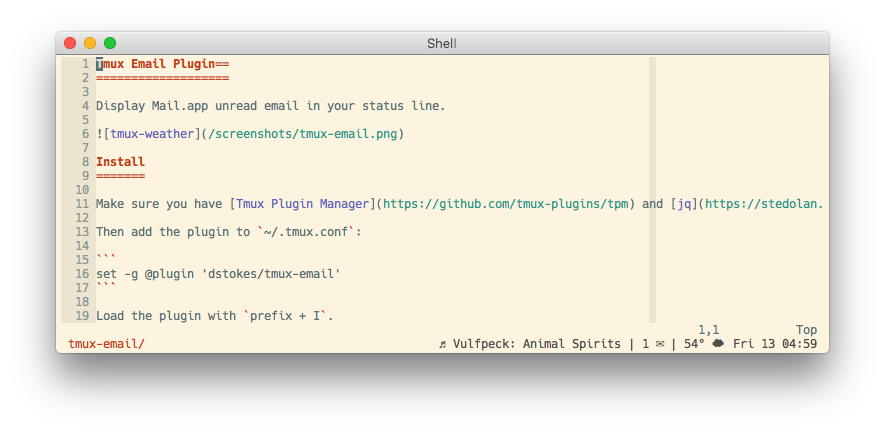 Shell
1 Tmux Email Plugin==
2 ===================
3
4 Display Mail.app unread email in your status line.
5
6 ![tmux-weather](/screenshots/tmux-email.png)
7
8 Install
9 =======
10
11 Make sure you have [Tmux Plugin Manager](https://github.com/tmux-plugins/tpm) and [jq](https://stedolan.
12
13 Then add the plugin to `~/.tmux.conf`:
14
15 ```
16 set -g @plugin 'dstokes/tmux-email'
17 ```
18
19 Load the plugin with `prefix + I`.
1,1 Top
tmux-email/ ♬ Vulfpeck: Animal Spirits | 1 ✉ | 54° ☁ Fri 13 04:59